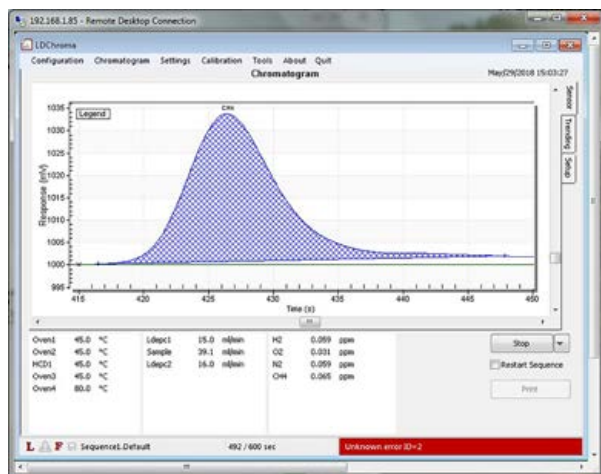 192.168.1.85 - Remote Desktop Connection
LDChroma
Configuration Chromatogram Settings Calibration Tools About Quit
Chromatogram May/29/2018 15:03:27
Legend
CH4
Response (mV)
1035
1030
1025
1020
1015
1010
1005
1000
995
415 420 425 430 435 440 445 450
Time (s)
Sensor
Trending
Setup
Oven1 45.0 °C Ldepc1 15.0 ml/min H2 0.059 ppm
Oven2 45.0 °C Sample 39.1 ml/min O2 0.031 ppm
HCD1 45.0 °C Ldepc2 16.0 ml/min N2 0.059 ppm
Oven3 45.0 °C CH4 0.065 ppm
Oven4 80.0 °C
Stop
Restart Sequence
Print
L F Sequence1.Default 492 / 600 sec Unknown error ID=2